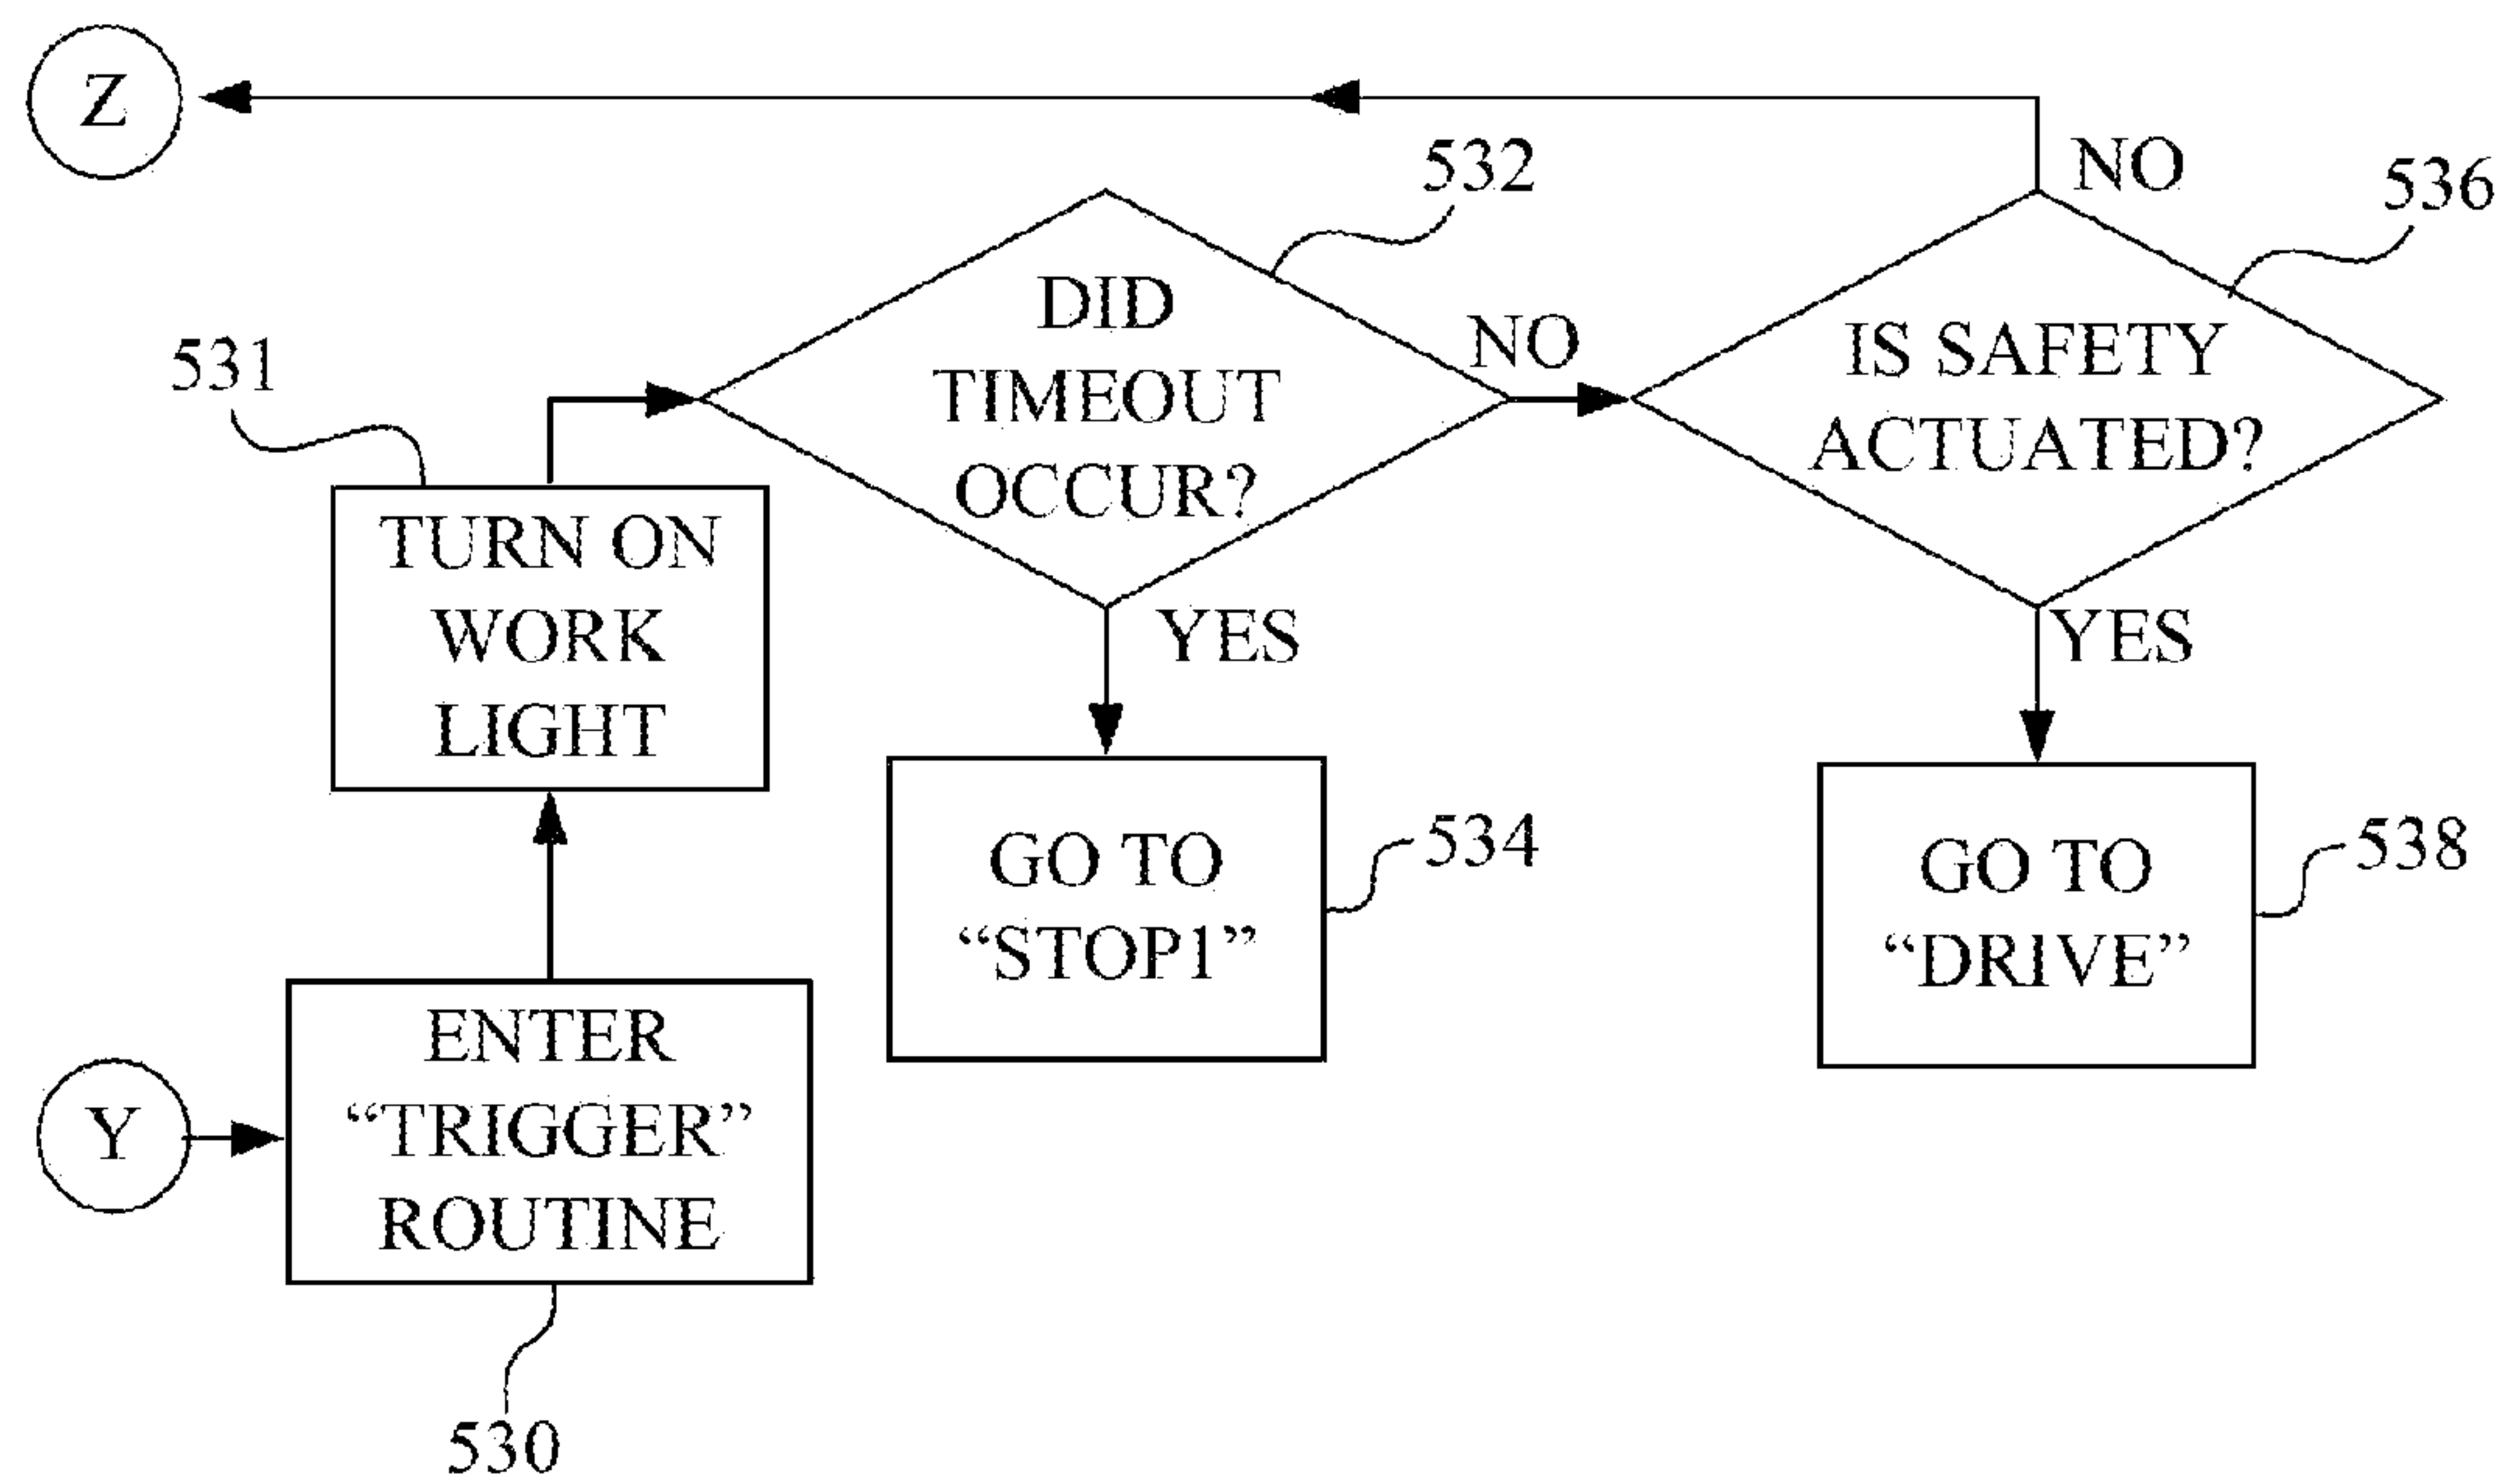 Z
532
NO
536
DID
TIMEOUT
OCCUR?
NO
IS SAFETY
ACTUATED?
531
TURN ON
WORK
LIGHT
YES
YES
GO TO
“STOP1”
534
GO TO
“DRIVE”
538
Y
ENTER
“TRIGGER”
ROUTINE
530